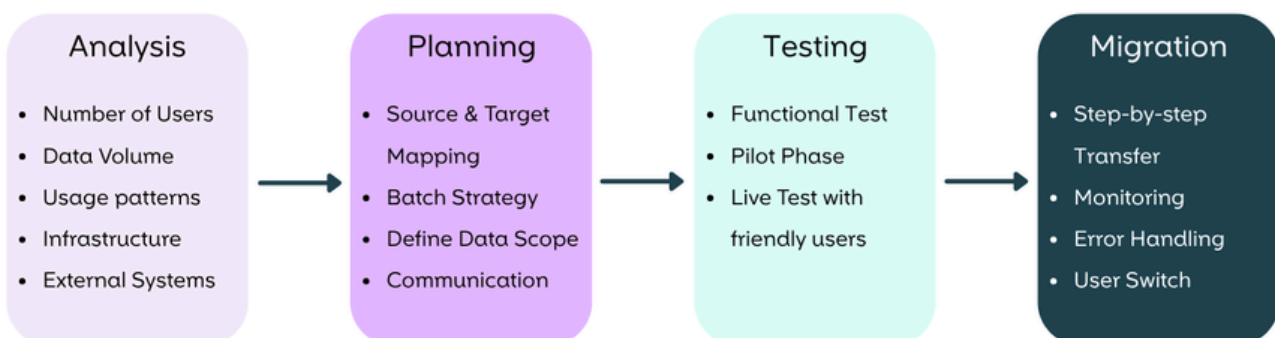 Analysis
• Number of Users
• Data Volume
• Usage patterns
• Infrastructure
• External Systems
Planning
• Source & Target
Mapping
• Batch Strategy
• Define Data Scope
• Communication
Testing
• Functional Test
• Pilot Phase
• Live Test with
friendly users
Migration
• Step-by-step
Transfer
• Monitoring
• Error Handling
• User Switch